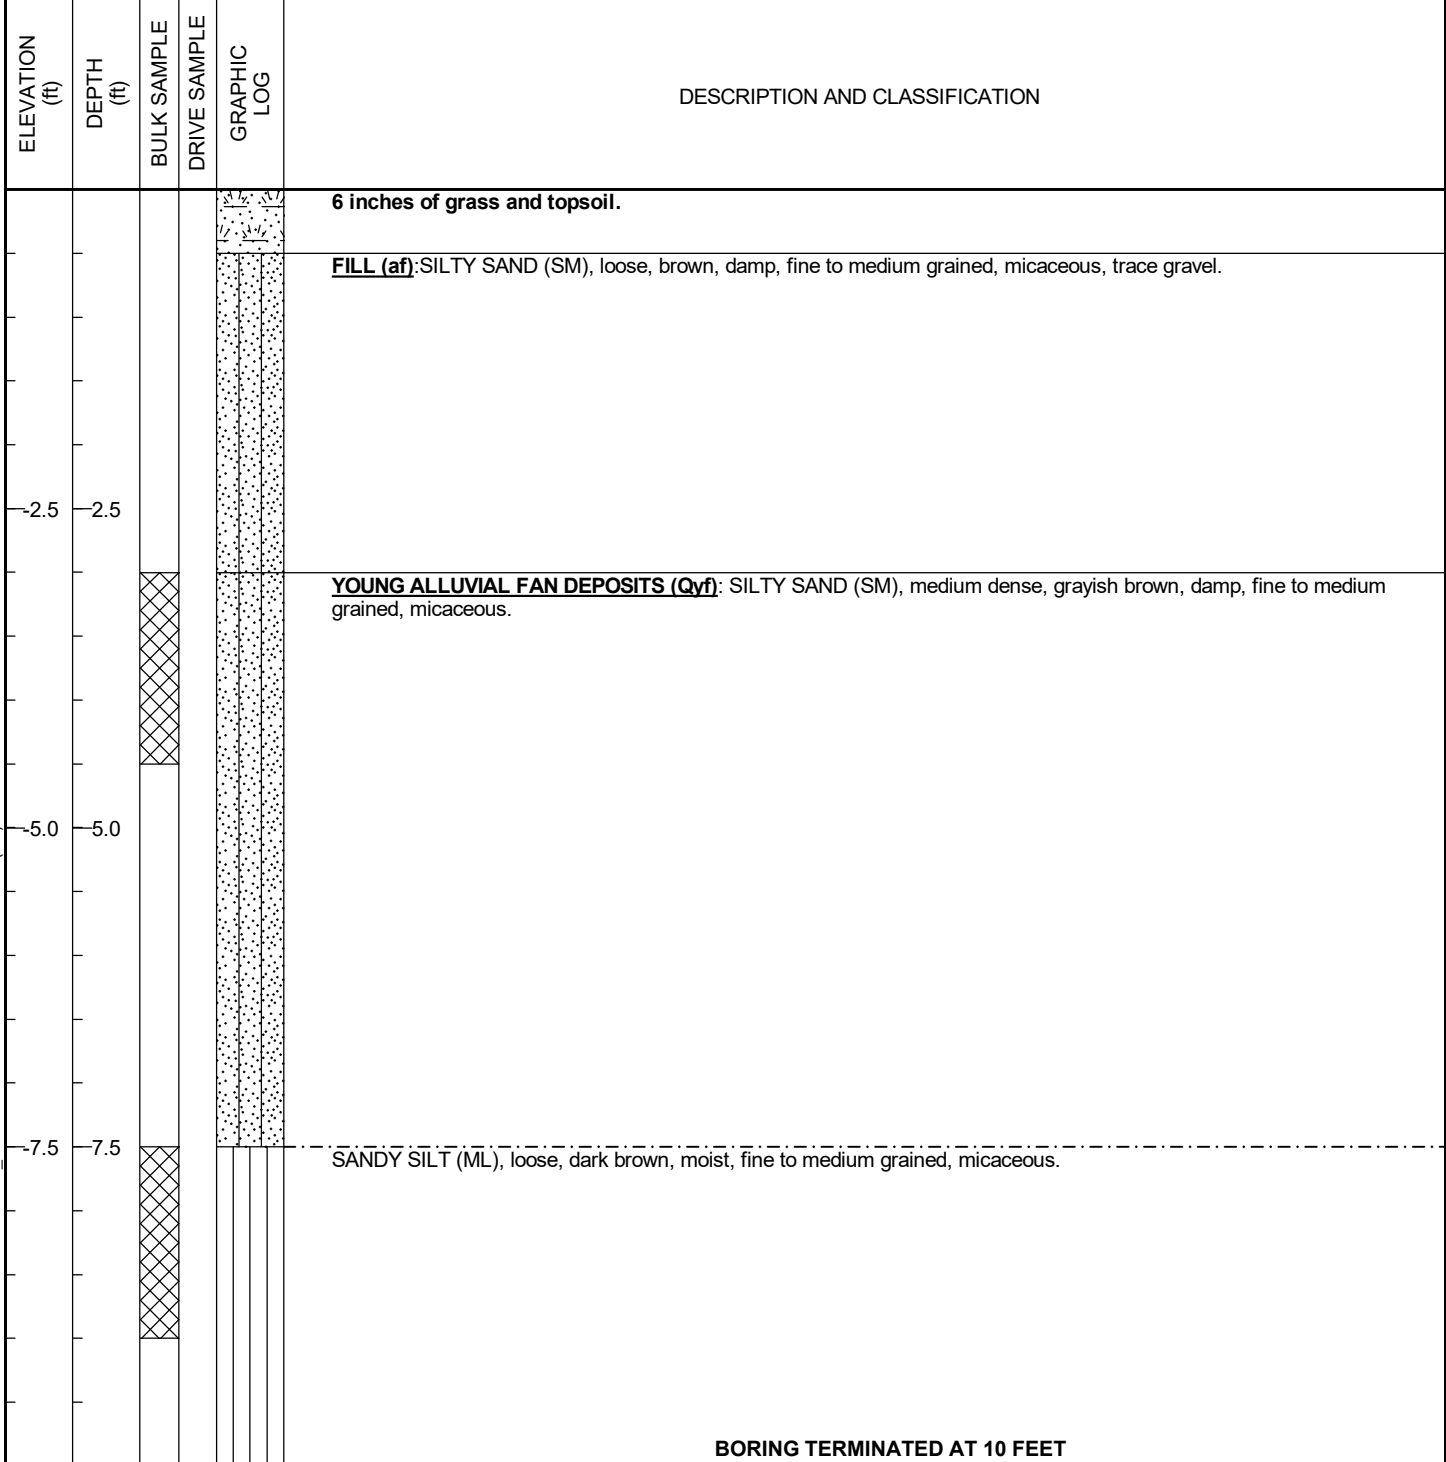 ELEVATION
(ft)
DEPTH
(ft)
BULK SAMPLE
DRIVE SAMPLE
GRAPHIC
LOG
DESCRIPTION AND CLASSIFICATION
6 inches of grass and topsoil.
FILL (af):SILTY SAND (SM), loose, brown, damp, fine to medium grained, micaceous, trace gravel.
-2.5
2.5
YOUNG ALLUVIAL FAN DEPOSITS (Qyf): SILTY SAND (SM), medium dense, grayish brown, damp, fine to medium
grained, micaceous.
-5.0
5.0
-7.5
7.5
SANDY SILT (ML), loose, dark brown, moist, fine to medium grained, micaceous.
BORING TERMINATED AT 10 FEET